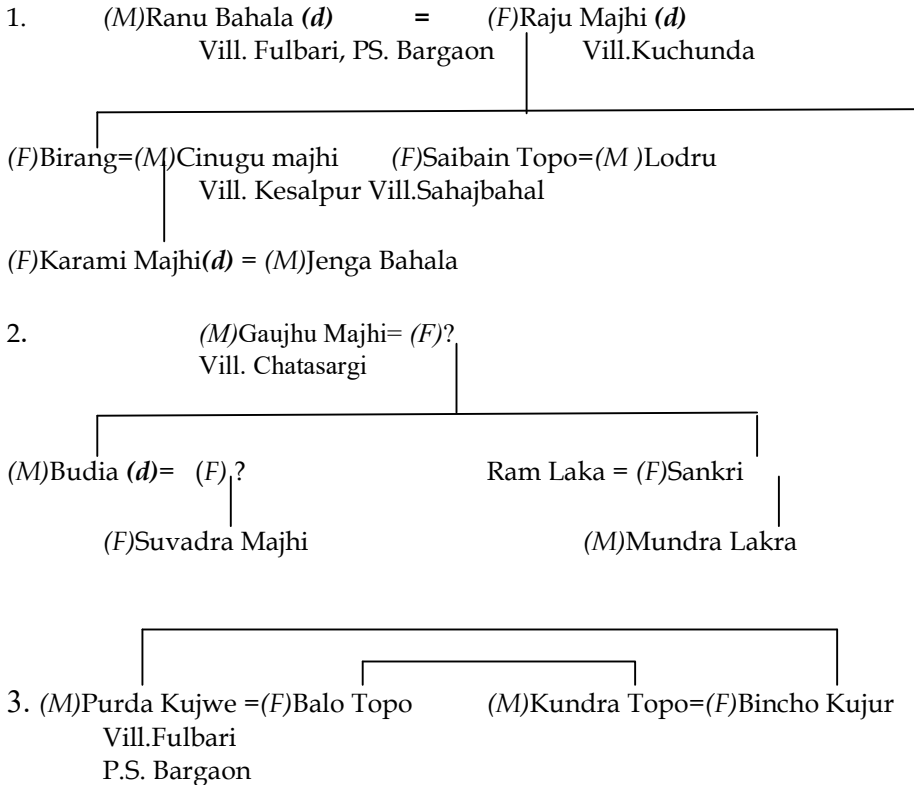 1. (M)Ranu Bahala (d) = (F)Raju Majhi (d)
Vill. Fulbari, PS. Bargaon Vill.Kuchunda
(F)Birang=(M)Cinugu majhi (F)Saibain Topo=(M )Lodru
Vill. Kesalpur Vill.Sahajbahal
(F)Karami Majhi(d) = (M)Jenga Bahala
2. (M)Gaujhu Majhi= (F)?
Vill. Chatasargi
(M)Budia (d)= (F) ? Ram Laka = (F)Sankri
(F)Suvadra Majhi (M)Mundra Lakra
3. (M)Purda Kujwe =(F)Balo Topo (M)Kundra Topo=(F)Bincho Kujur
Vill.Fulbari
P.S. Bargaon